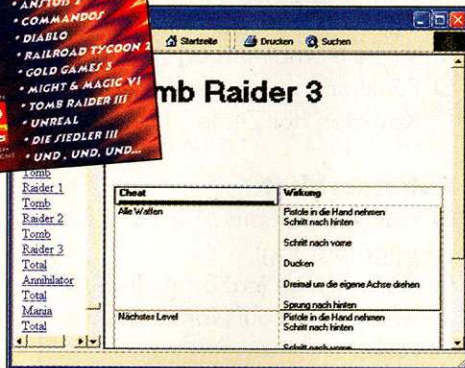 • COMMANDOS
• DIABLO
• RAILROAD TYCOON 2
• GOLD GAMES 3
• MIGHT & MAGIC VI
• TOMB RAIDER III
• UNREAL
• DIE SIEDLER III
• UND, UND, UND...
Startseite Drucken Suchen
mb Raider 3
Tomb
Raider 1
Tomb
Raider 2
Tomb
Raider 3
Total
Annihilator
Total
Mania
Total
Cheat Wirkung
Alle Waffen Pistole in die Hand nehmen
Schritt nach hinten
Schritt nach vorne
Ducken
Dreimal um die eigene Achse drehen
Sprung nach hinten
Nächstes Level Pistole in die Hand nehmen
Schritt nach hinten
Schritt nach vorne